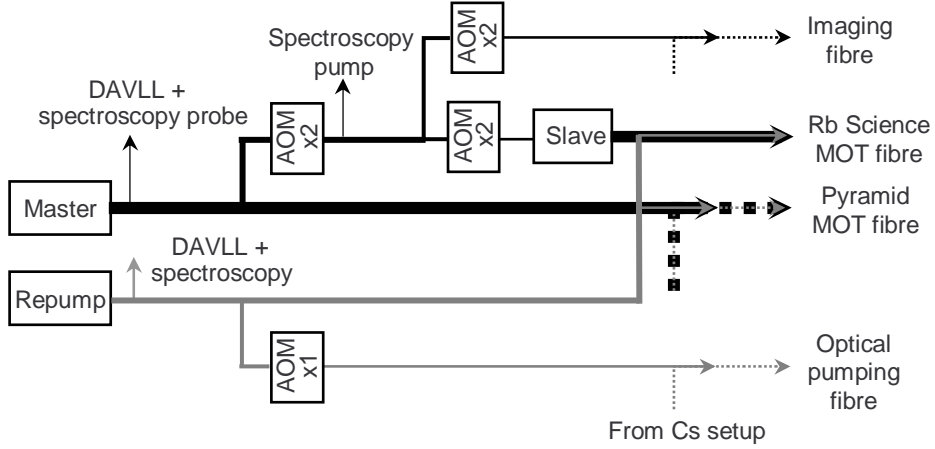 Imaging
fibre
AOM
x2
Spectroscopy
pump
DAVLL +
spectroscopy probe
AOM
x2
AOM
x2
Slave
Rb Science
MOT fibre
Master
Pyramid
MOT fibre
DAVLL +
spectroscopy
Repump
AOM
x1
Optical
pumping
fibre
From Cs setup